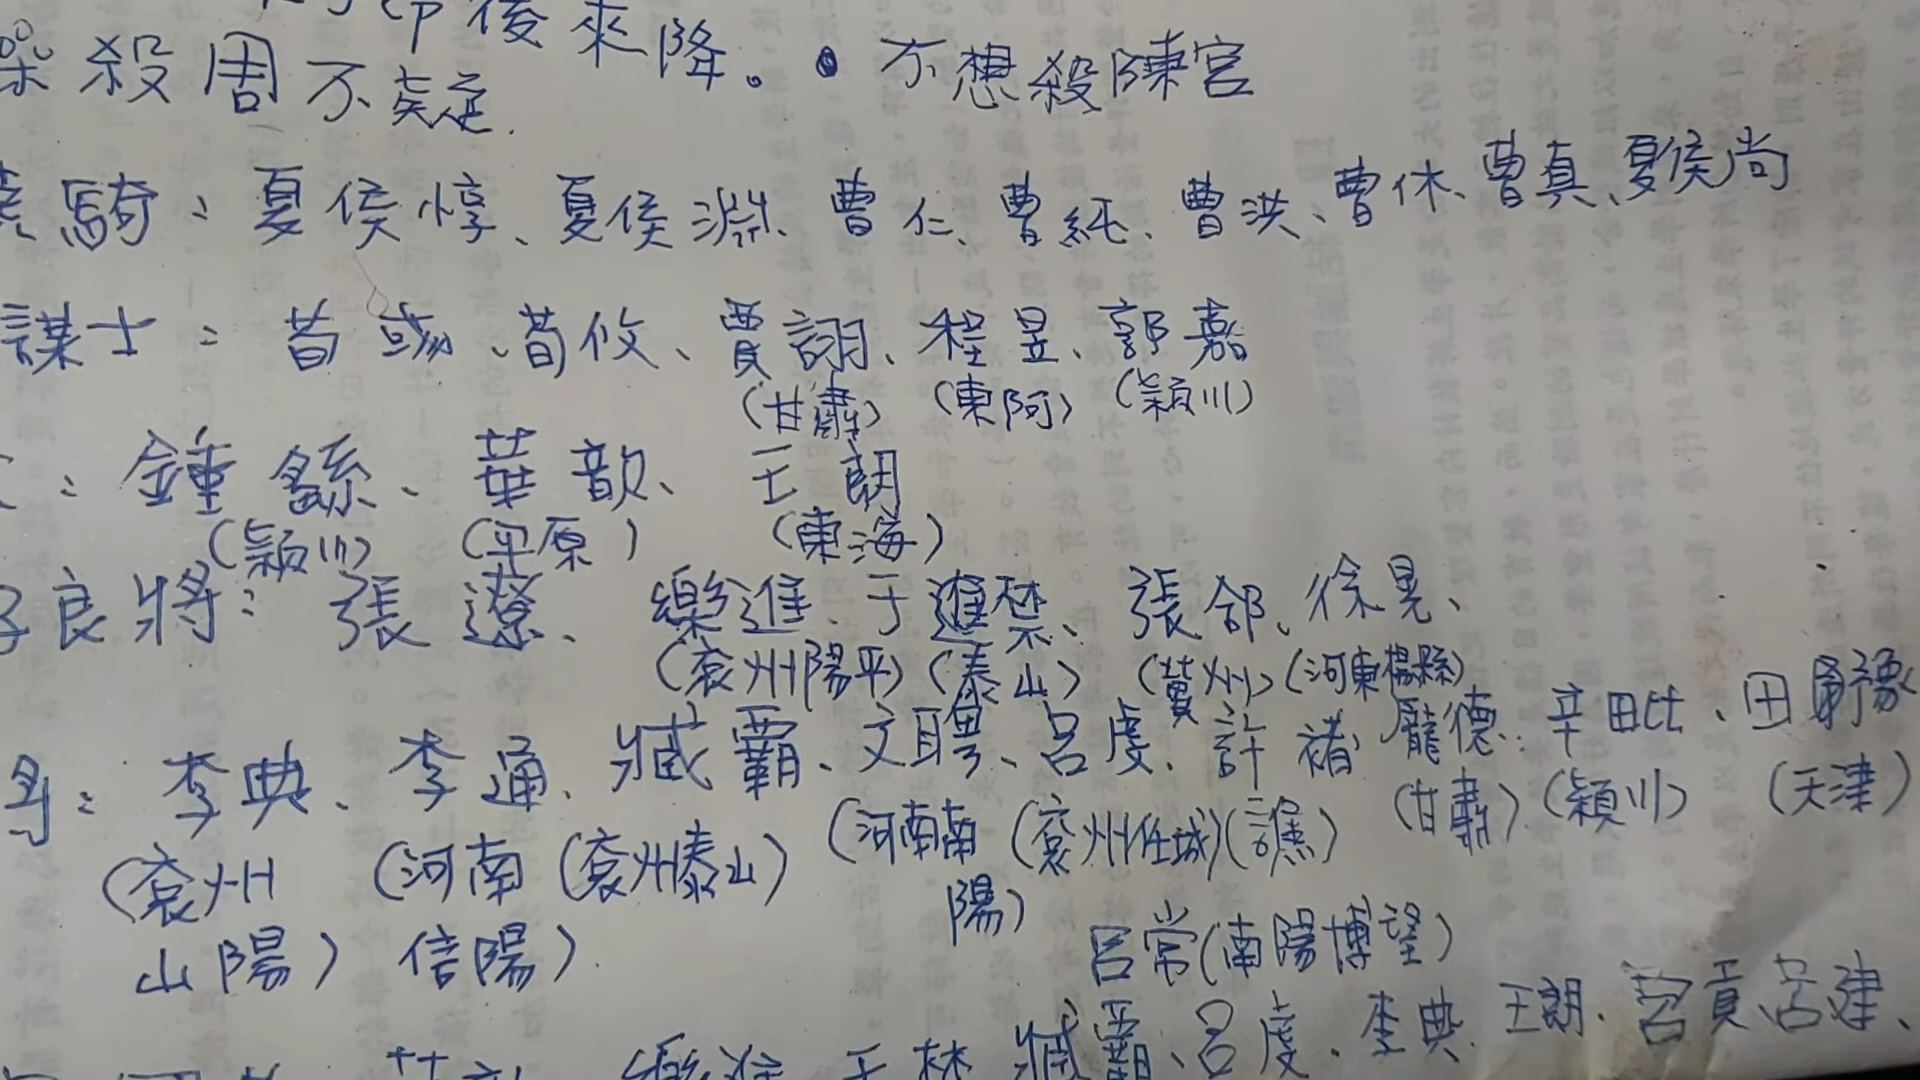 後來降。 • 不想殺陳宮
殺周不疑
騎：夏侯惇、夏侯淵、曹仁、曹純、曹洪、曹休、曹真、夏侯尚
謀士：荀彧、荀攸、賈詡、程昱、郭嘉
(甘肅) (東阿) (潁川)
：鍾繇、華歆、王朗
(潁川) (平原) (東海)
良將：張遼、樂進、于禁、張郃、徐晃、
(兗州陽平) (泰山) (冀州) (河東楊縣)
：李典、李通、臧霸、文聘、呂虔、許褚、龐德、辛毗、田豫
(兗州山陽) (河南信陽) (兗州泰山) (河南南陽) (兗州任城) (譙) (甘肅) (潁川) (天津)
呂常(南陽博望)
臧霸、呂虔、李典、王朗、